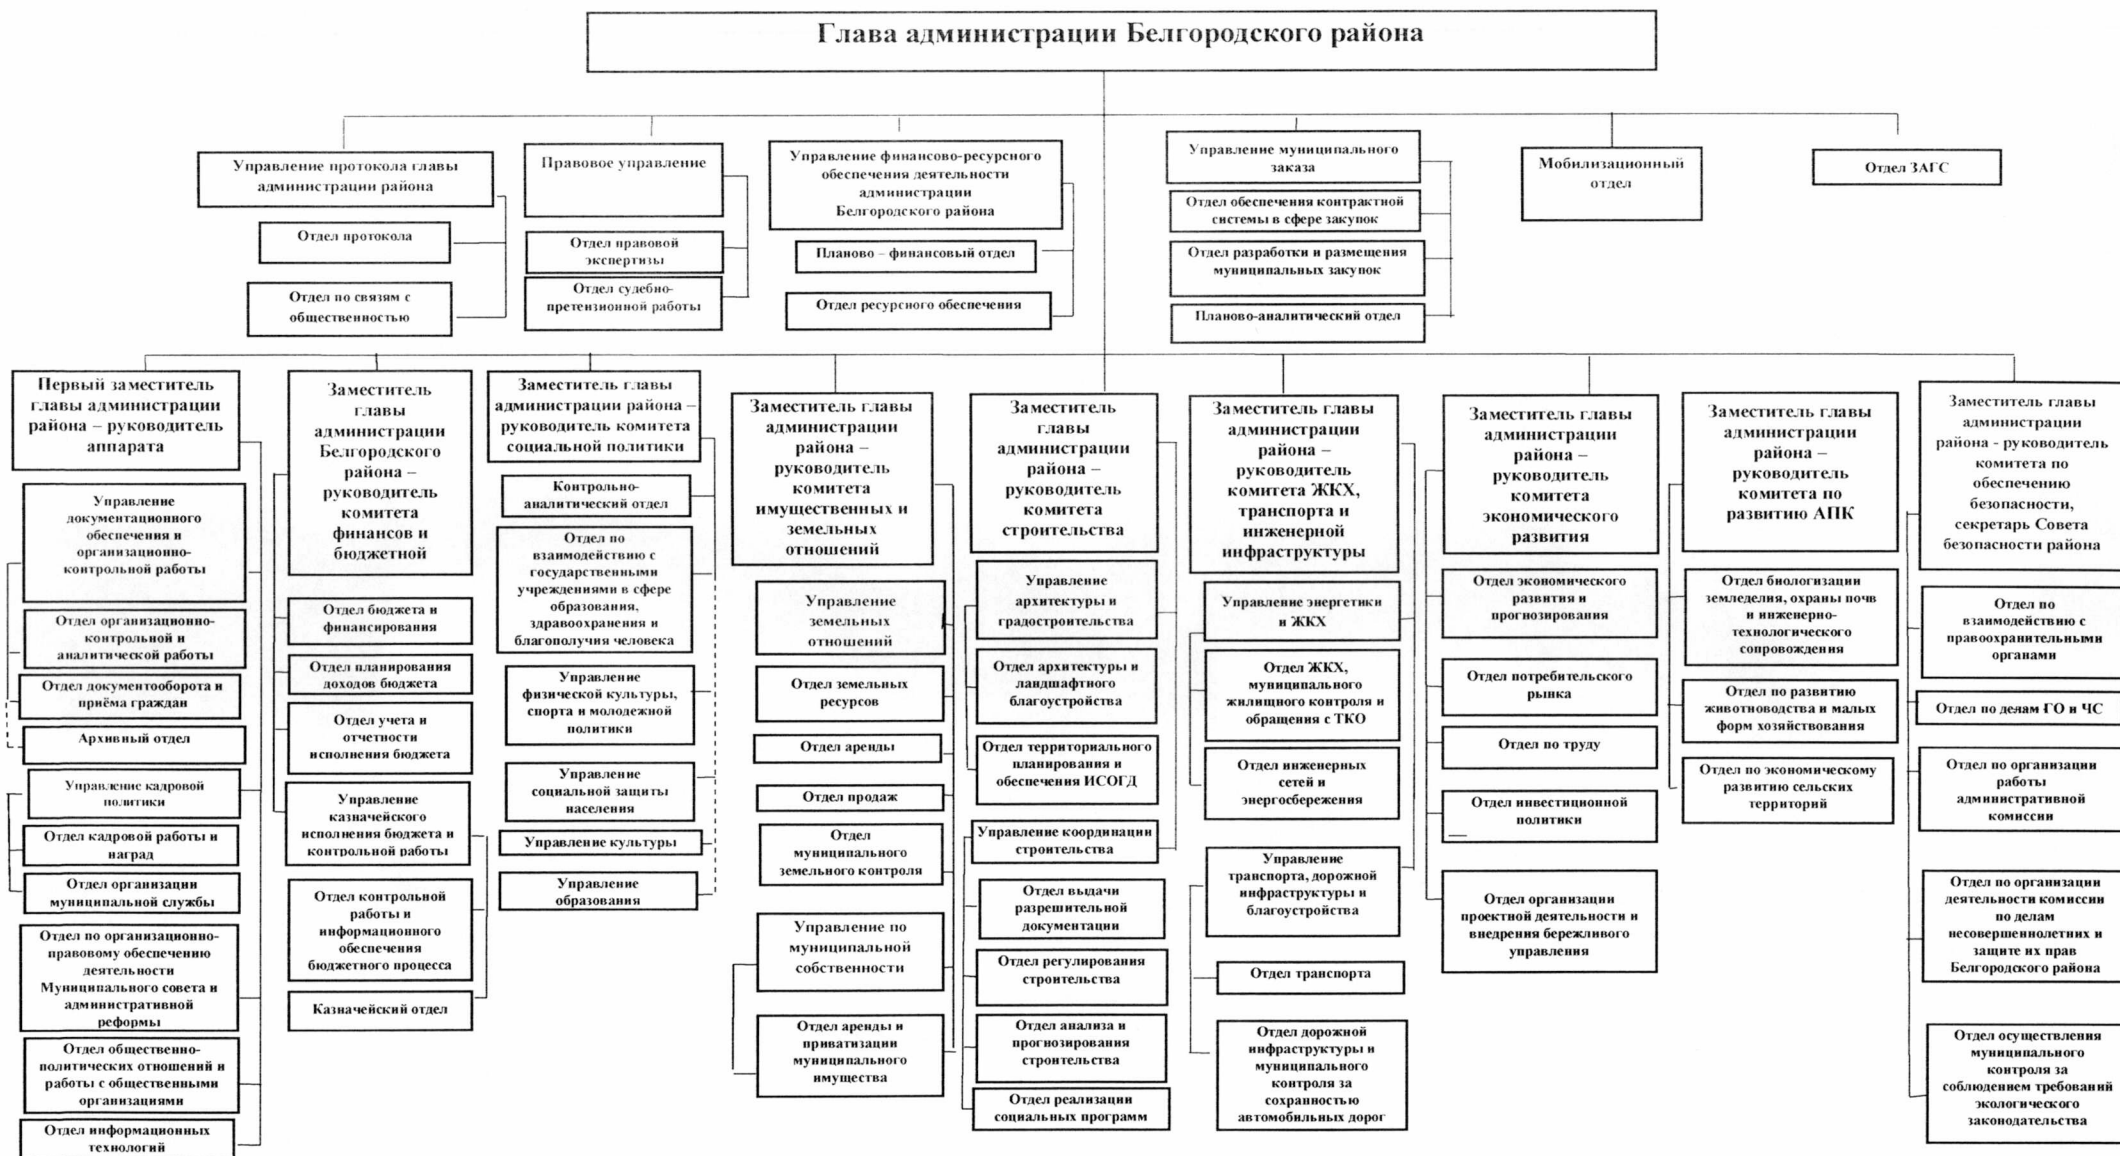 Глава администрации Белгородского района
Управление протокола главы
администрации района
Отдел протокола
Отдел по связям с
общественностью
Правовое управление
Отдел правовой
экспертизы
Отдел судебно-
претензионной работы
Управление финансово-ресурсного
обеспечения деятельности
администрации
Белгородского района
Планово – финансовый отдел
Отдел ресурсного обеспечения
Управление муниципального
заказа
Отдел обеспечения контрактной
системы в сфере закупок
Отдел разработки и размещения
муниципальных закупок
Планово-аналитический отдел
Мобилизационный
отдел
Отдел ЗАГС
Первый заместитель
главы администрации
района – руководитель
аппарата
Управление
документационного
обеспечения и
организационно-
контрольной работы
Отдел организационно-
контрольной и
аналитической работы
Отдел документооборота и
приёма граждан
Архивный отдел
Управление кадровой
политики
Отдел кадровой работы и
наград
Отдел организации
муниципальной службы
Отдел по организационно-
правовому обеспечению
деятельности
Муниципального совета и
административной
реформы
Отдел общественно-
политических отношений и
работы с общественными
организациями
Отдел информационных
технологий
Заместитель
главы
администрации
Белгородского
района –
руководитель
комитета
финансов и
бюджетной
Отдел бюджета и
финансирования
Отдел планирования
доходов бюджета
Отдел учета и
отчетности
исполнения бюджета
Управление
казначейского
исполнения бюджета и
контрольной работы
Отдел контрольной
работы и
информационного
обеспечения
бюджетного процесса
Казначейский отдел
Заместитель главы
администрации района –
руководитель комитета
социальной политики
Контрольно-
аналитический отдел
Отдел по
взаимодействию с
государственными
учреждениями в сфере
образования,
здравоохранения и
благополучия человека
Управление
физической культуры,
спорта и молодежной
политики
Управление
социальной защиты
населения
Управление культуры
Управление
образования
Заместитель главы
администрации
района –
руководитель
комитета
имущественных и
земельных
отношений
Управление
земельных
отношений
Отдел земельных
ресурсов
Отдел аренды
Отдел продаж
Отдел
муниципального
земельного контроля
Управление по
муниципальной
собственности
Отдел аренды и
приватизации
муниципального
имущества
Заместитель
главы
администрации
района –
руководитель
комитета
строительства
Управление
архитектуры и
градостроительства
Отдел архитектуры и
ландшафтного
благоустройства
Отдел территориального
планирования и
обеспечения ИСОГД
Управление координации
строительства
Отдел выдачи
разрешительной
документации
Отдел регулирования
строительства
Отдел анализа и
прогнозирования
строительства
Отдел реализации
социальных программ
Заместитель главы
администрации
района –
руководитель
комитета ЖКХ,
транспорта и
инженерной
инфраструктуры
Управление энергетики
и ЖКХ
Отдел ЖКХ,
муниципального
жилищного контроля и
обращения с ТКО
Отдел инженерных
сетей и
энергосбережения
Управление
транспорта, дорожной
инфраструктуры и
благоустройства
Отдел транспорта
Отдел дорожной
инфраструктуры и
муниципального
контроля за
сохранностью
автомобильных дорог
Заместитель главы
администрации
района –
руководитель
комитета
экономического
развития
Отдел экономического
развития и
прогнозирования
Отдел потребительского
рынка
Отдел по труду
Отдел инвестиционной
политики
Отдел организации
проектной деятельности и
внедрения бережливого
управления
Заместитель главы
администрации
района –
руководитель
комитета по
развитию АПК
Отдел биологизации
земледелия, охраны почв
и инженерно-
технологического
сопровождения
Отдел по развитию
животноводства и малых
форм хозяйствования
Отдел по экономическому
развитию сельских
территорий
Заместитель главы
администрации
района - руководитель
комитета по
обеспечению
безопасности,
секретарь Совета
безопасности района
Отдел по
взаимодействию с
правоохранительными
органами
Отдел по делам ГО и ЧС
Отдел по организации
работы
административной
комиссии
Отдел по организации
деятельности комиссии
по делам
несовершеннолетних и
защите их прав
Белгородского района
Отдел осуществления
муниципального
контроля за
соблюдением требований
экологического
законодательства